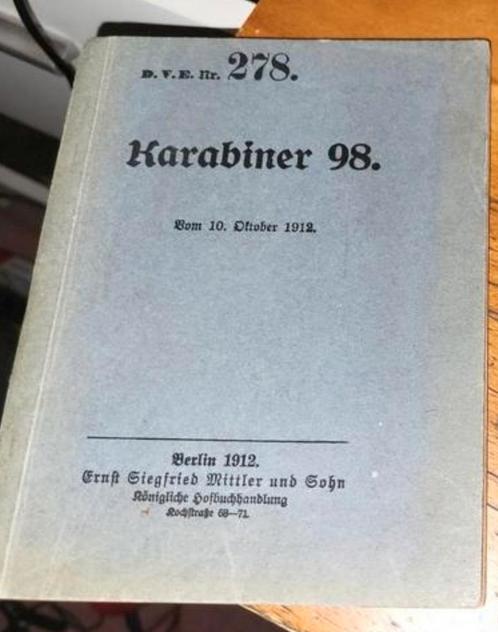 D. V. E. Nr. 278.
Karabiner 98.
Vom 10. Oktober 1912.
Berlin 1912.
Ernst Siegfried Mittler und Sohn
Königliche Hofbuchhandlung
Kochstraße 68—71.